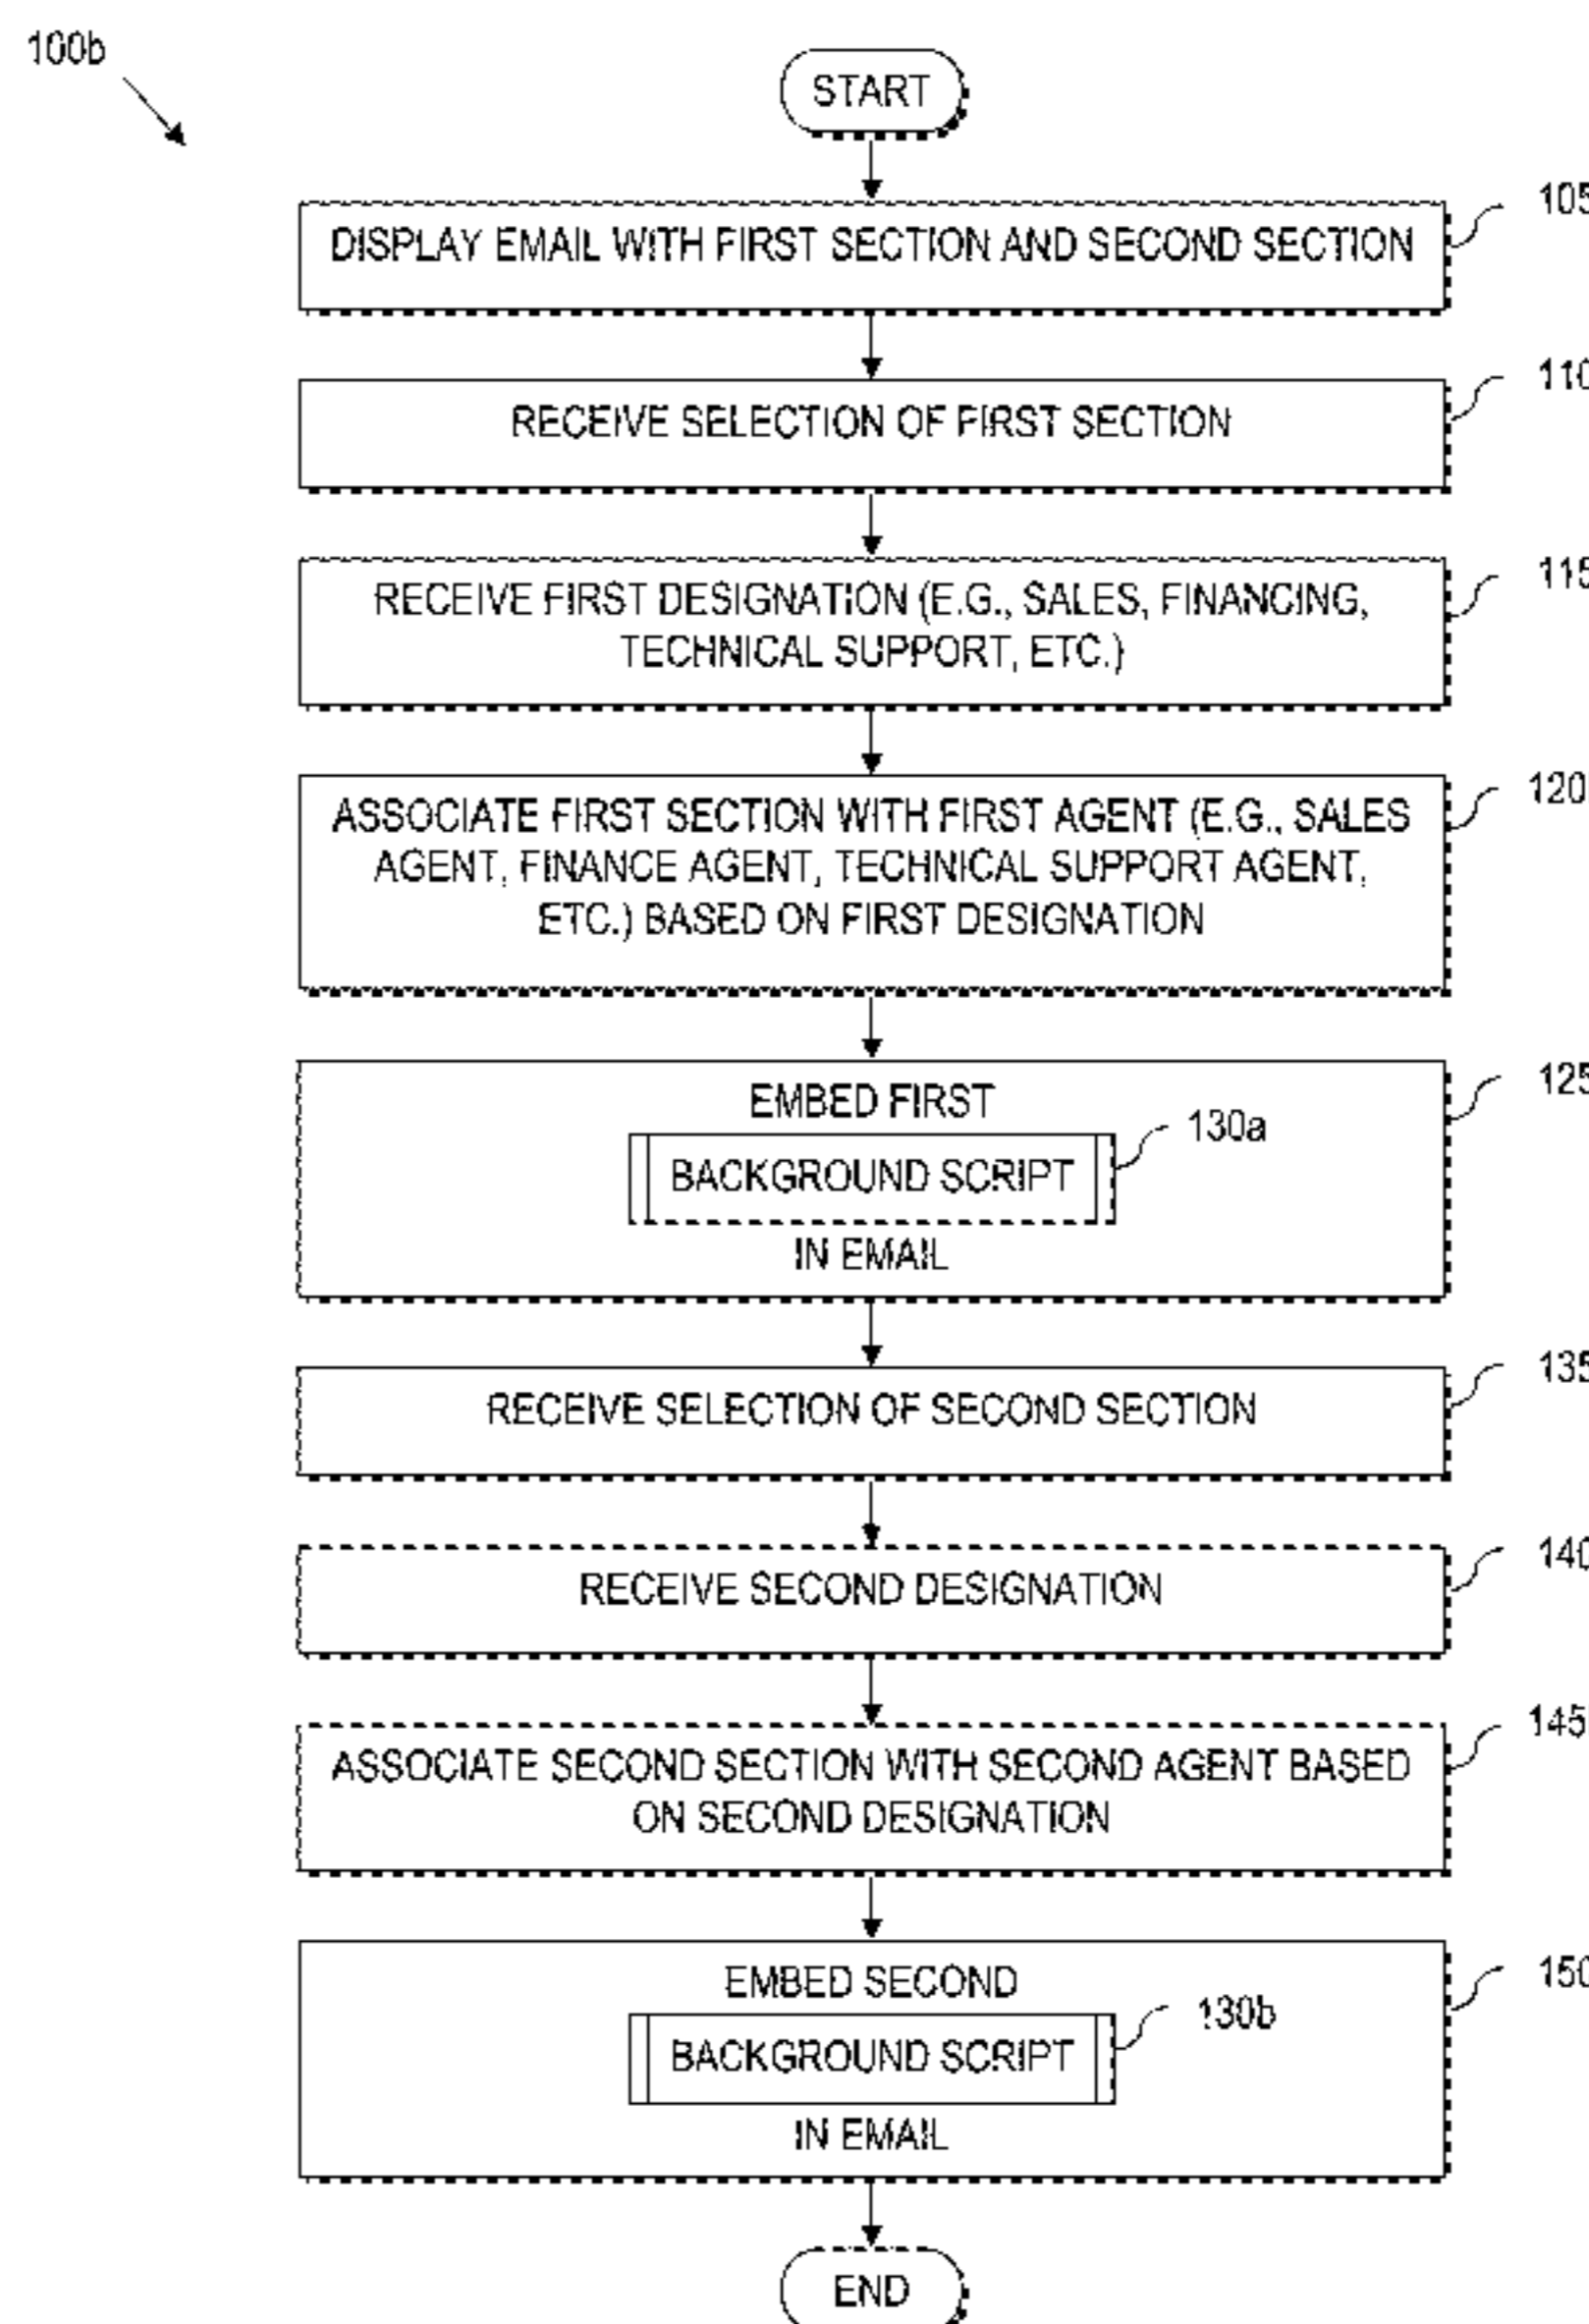 100b
START
105
DISPLAY EMAIL WITH FIRST SECTION AND SECOND SECTION
110
RECEIVE SELECTION OF FIRST SECTION
115
RECEIVE FIRST DESIGNATION (E.G., SALES, FINANCING,
TECHNICAL SUPPORT, ETC.)
120
ASSOCIATE FIRST SECTION WITH FIRST AGENT (E.G., SALES
AGENT, FINANCE AGENT, TECHNICAL SUPPORT AGENT,
ETC.) BASED ON FIRST DESIGNATION
125
EMBED FIRST
130a
BACKGROUND SCRIPT
IN EMAIL
135
RECEIVE SELECTION OF SECOND SECTION
140
RECEIVE SECOND DESIGNATION
145
ASSOCIATE SECOND SECTION WITH SECOND AGENT BASED
ON SECOND DESIGNATION
150
EMBED SECOND
130b
BACKGROUND SCRIPT
IN EMAIL
END